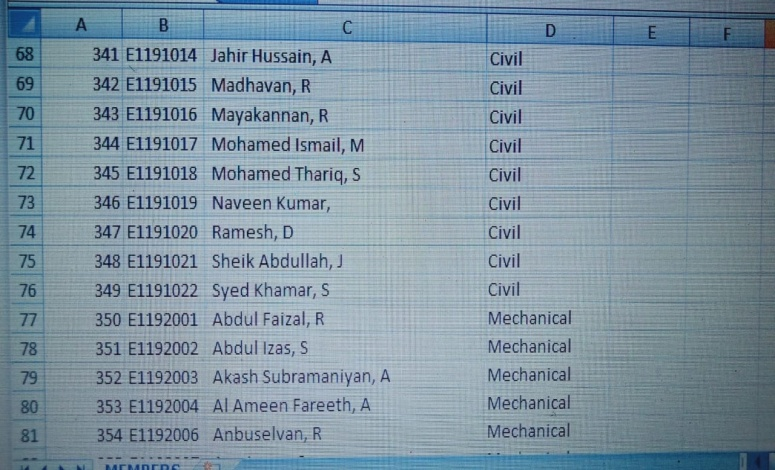 A B C D E F
68 341 E1191014 Jahir Hussain, A Civil
69 342 E1191015 Madhavan, R Civil
70 343 E1191016 Mayakannan, R Civil
71 344 E1191017 Mohamed Ismail, M Civil
72 345 E1191018 Mohamed Thariq, S Civil
73 346 E1191019 Naveen Kumar, Civil
74 347 E1191020 Ramesh, D Civil
75 348 E1191021 Sheik Abdullah, J Civil
76 349 E1191022 Syed Khamar, S Civil
77 350 E1192001 Abdul Faizal, R Mechanical
78 351 E1192002 Abdul Izas, S Mechanical
79 352 E1192003 Akash Subramaniyan, A Mechanical
80 353 E1192004 Al Ameen Fareeth, A Mechanical
81 354 E1192006 Anbuselvan, R Mechanical
MEMBERS